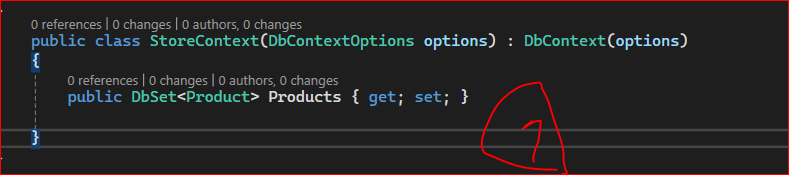 0 references | 0 changes | 0 authors, 0 changes
public class StoreContext(DbContextOptions options) : DbContext(options)
{
0 references | 0 changes | 0 authors, 0 changes
public DbSet<Product> Products { get; set; }
}